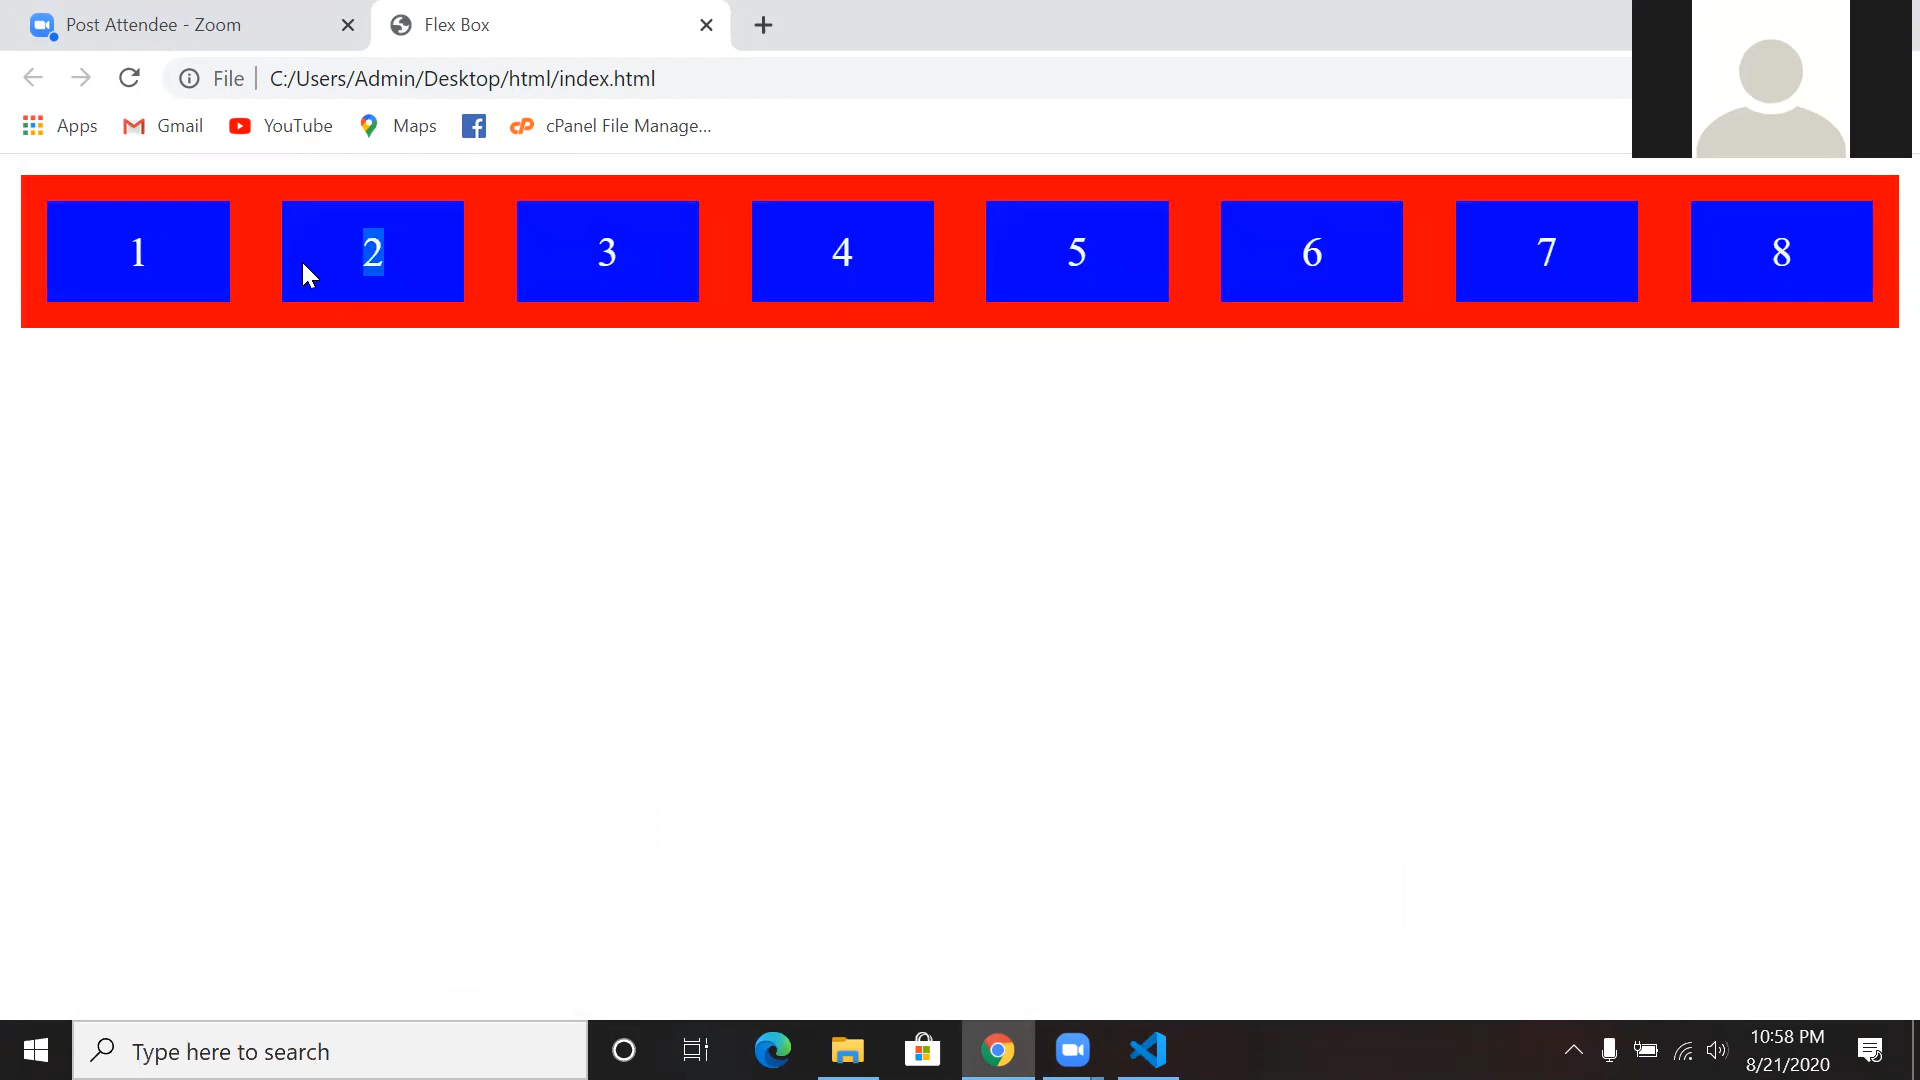 Post Attendee - Zoom
Flex Box
File | C:/Users/Admin/Desktop/html/index.html
Apps Gmail YouTube Maps cPanel File Manage...
1 2 3 4 5 6 7 8
Type here to search
10:58 PM
8/21/2020